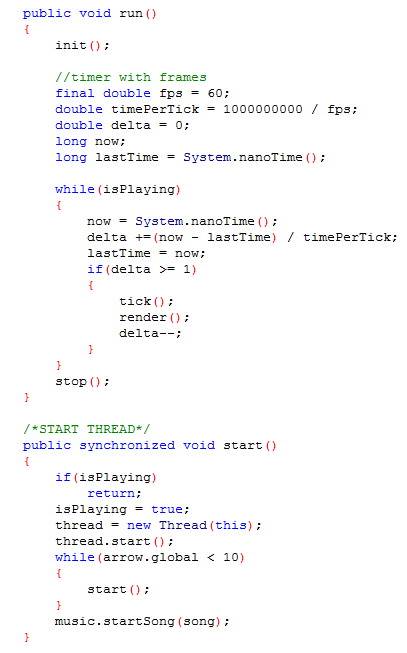 public void run()
{
    init();

    //timer with frames
    final double fps = 60;
    double timePerTick = 1000000000 / fps;
    double delta = 0;
    long now;
    long lastTime = System.nanoTime();

    while(isPlaying)
    {
        now = System.nanoTime();
        delta +=(now - lastTime) / timePerTick;
        lastTime = now;
        if(delta >= 1)
        {
            tick();
            render();
            delta--;
        }
    }
    stop();
}

/*START THREAD*/
public synchronized void start()
{
    if(isPlaying)
        return;
    isPlaying = true;
    thread = new Thread(this);
    thread.start();
    while(arrow.global < 10)
    {
        start();
    }
    music.startSong(song);
}